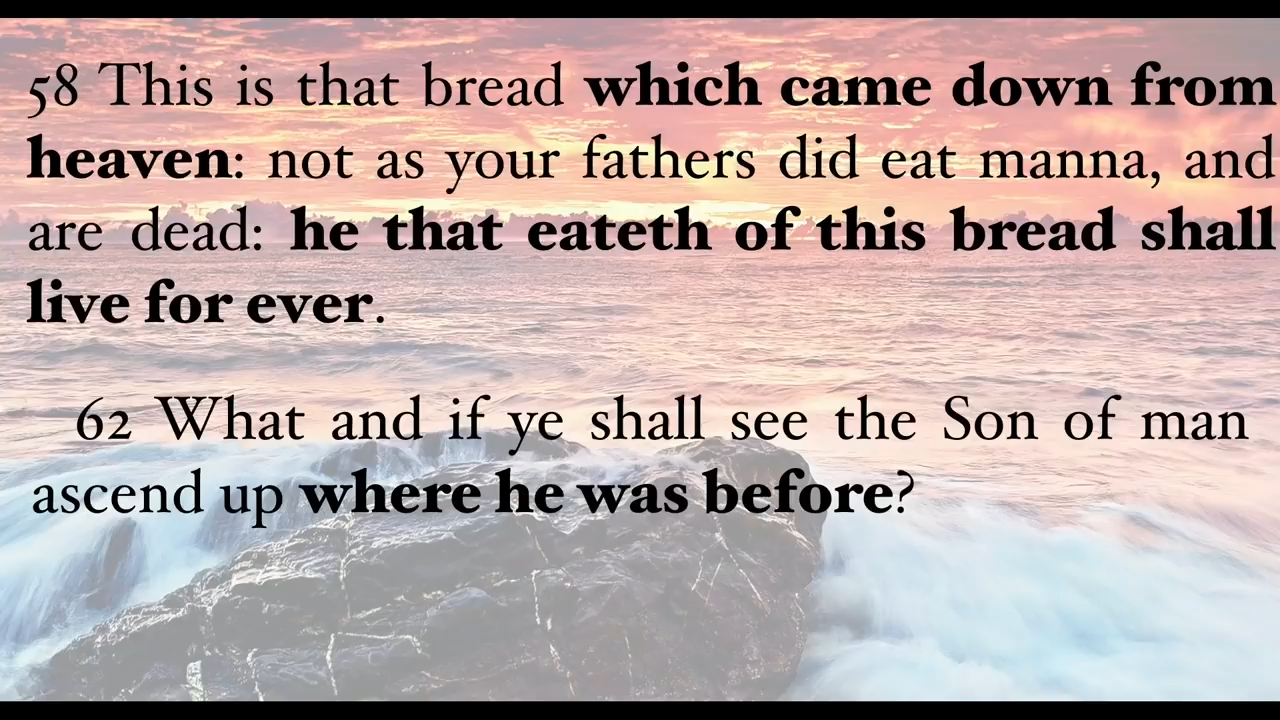 58 This is that bread which came down from
heaven: not as your fathers did eat manna, and
are dead: he that eateth of this bread shall
live for ever.
62 What and if ye shall see the Son of man
ascend up where he was before?